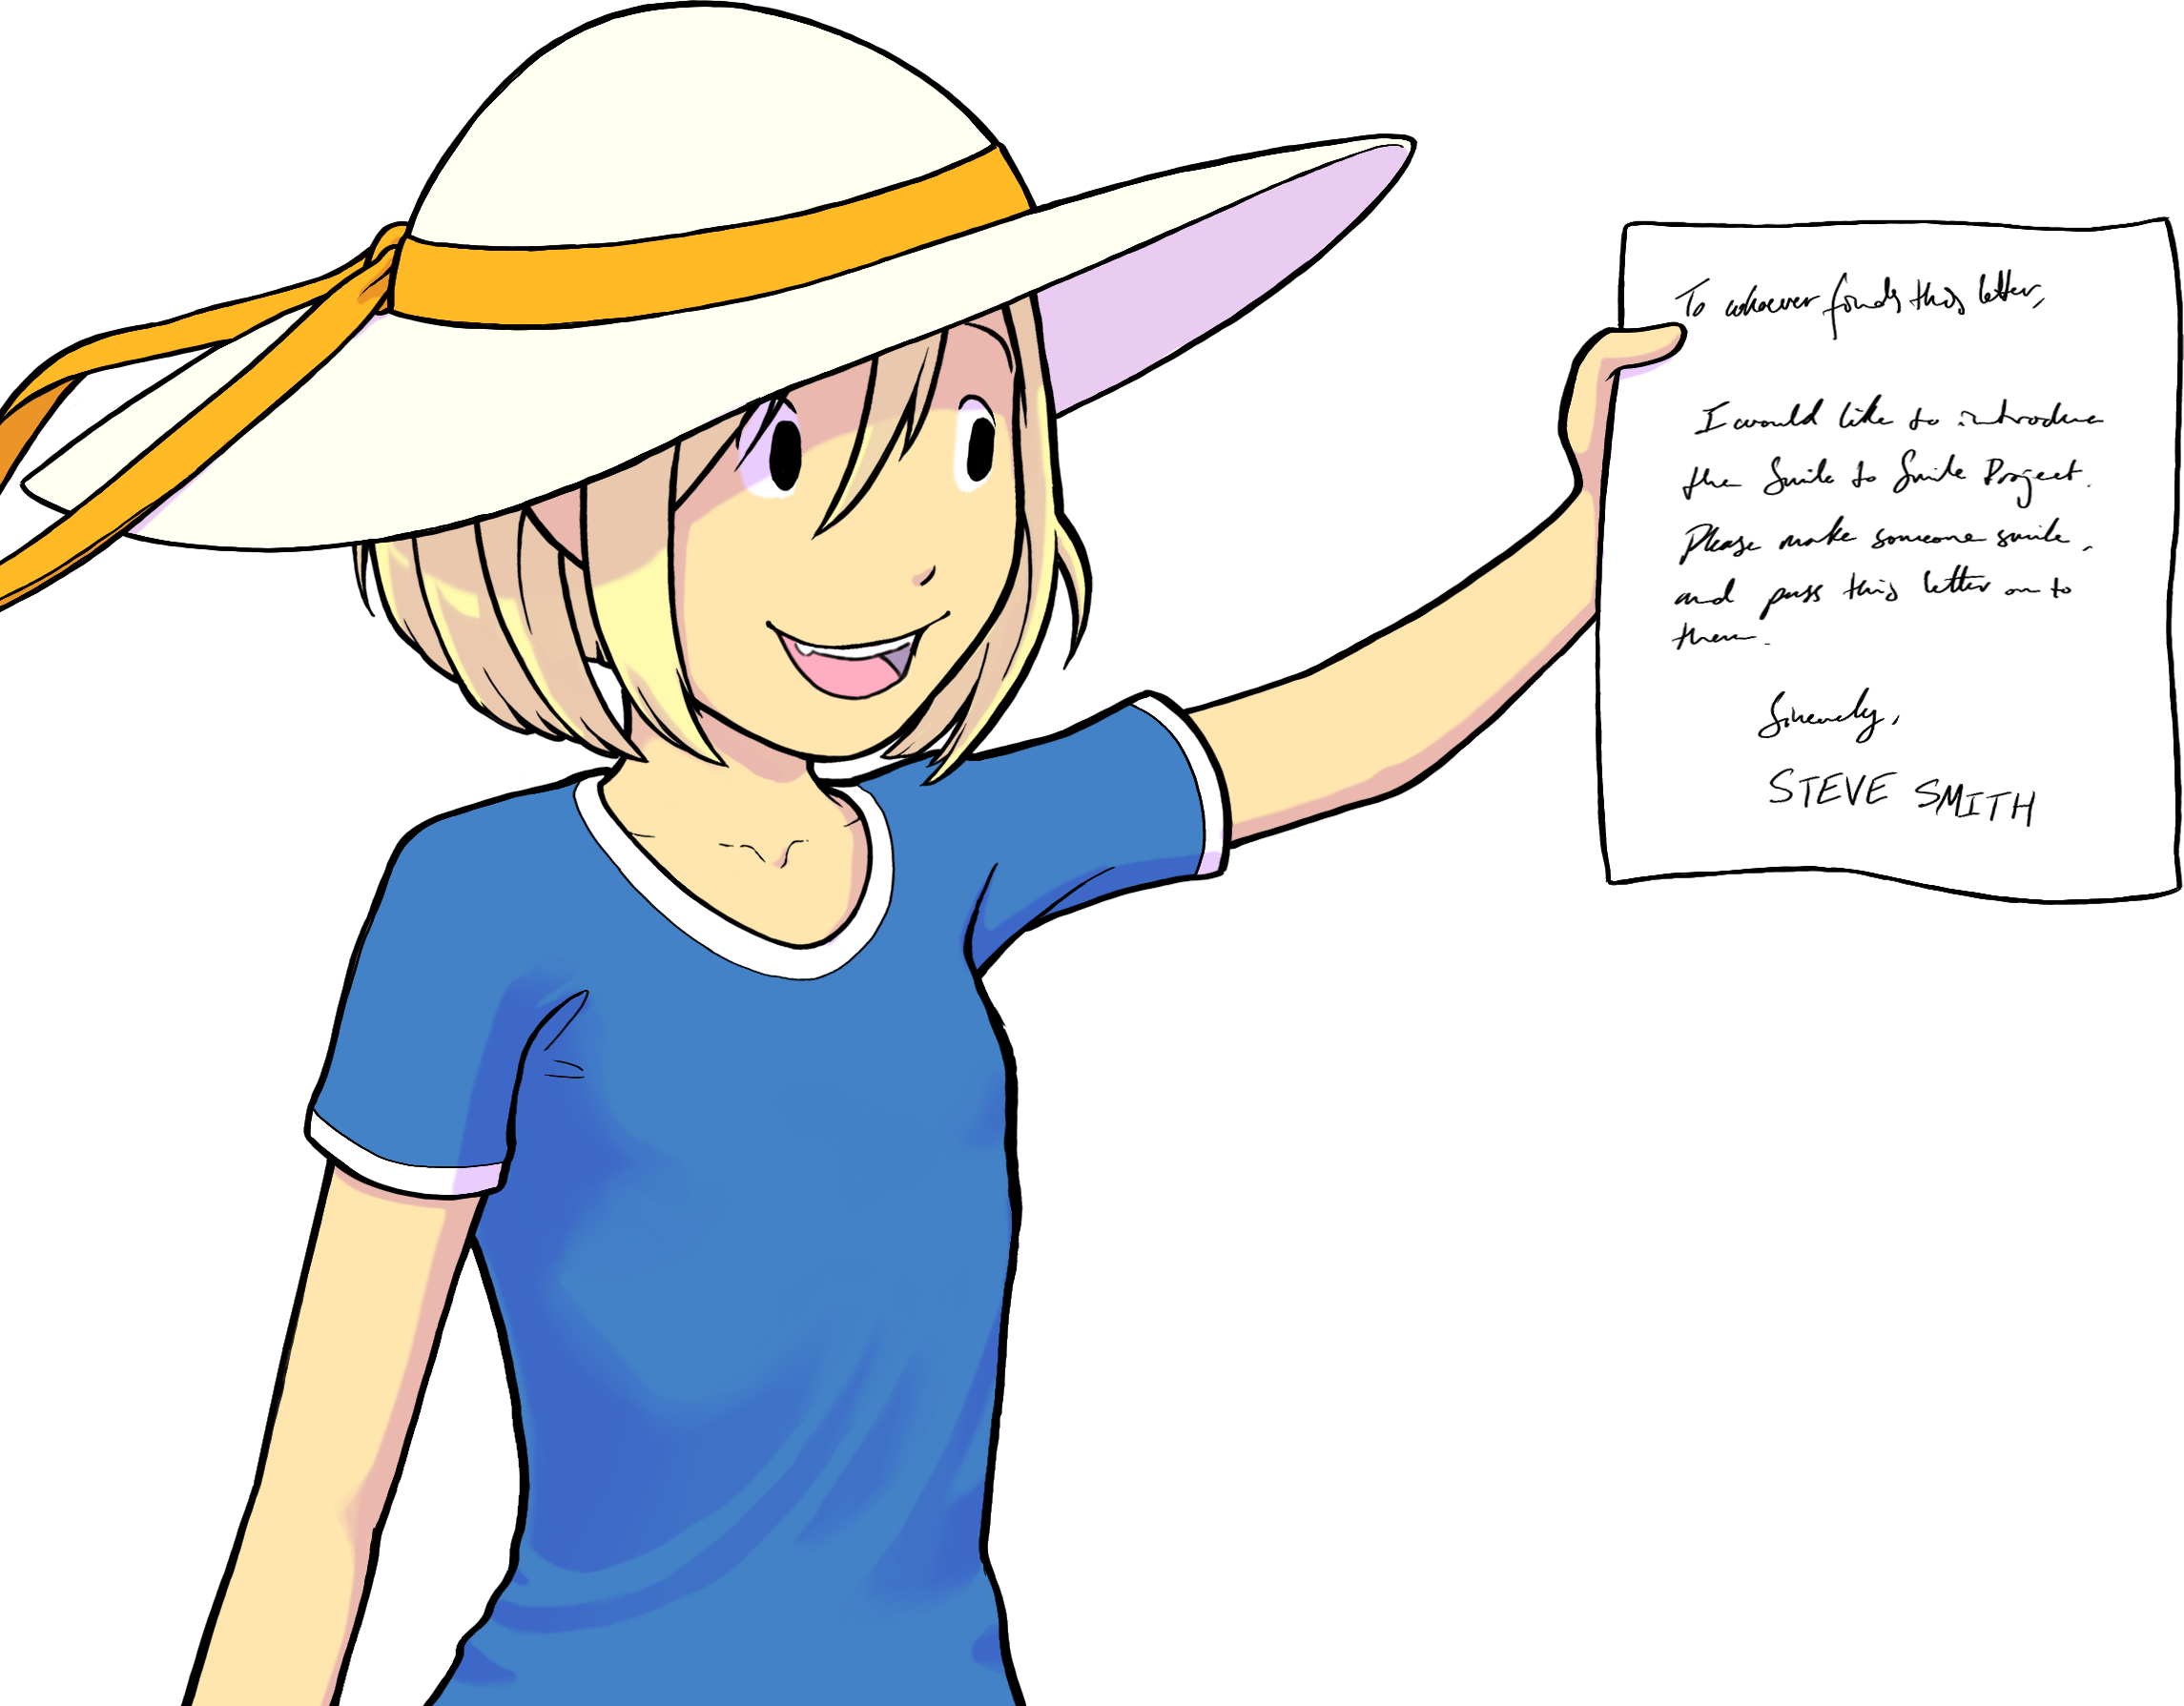 To whoever finds this letter,
I would like to introduce
the Smile to Smile Project.
Please make someone smile,
and pass this letter on to
them.
Sincerely,
STEVE SMITH